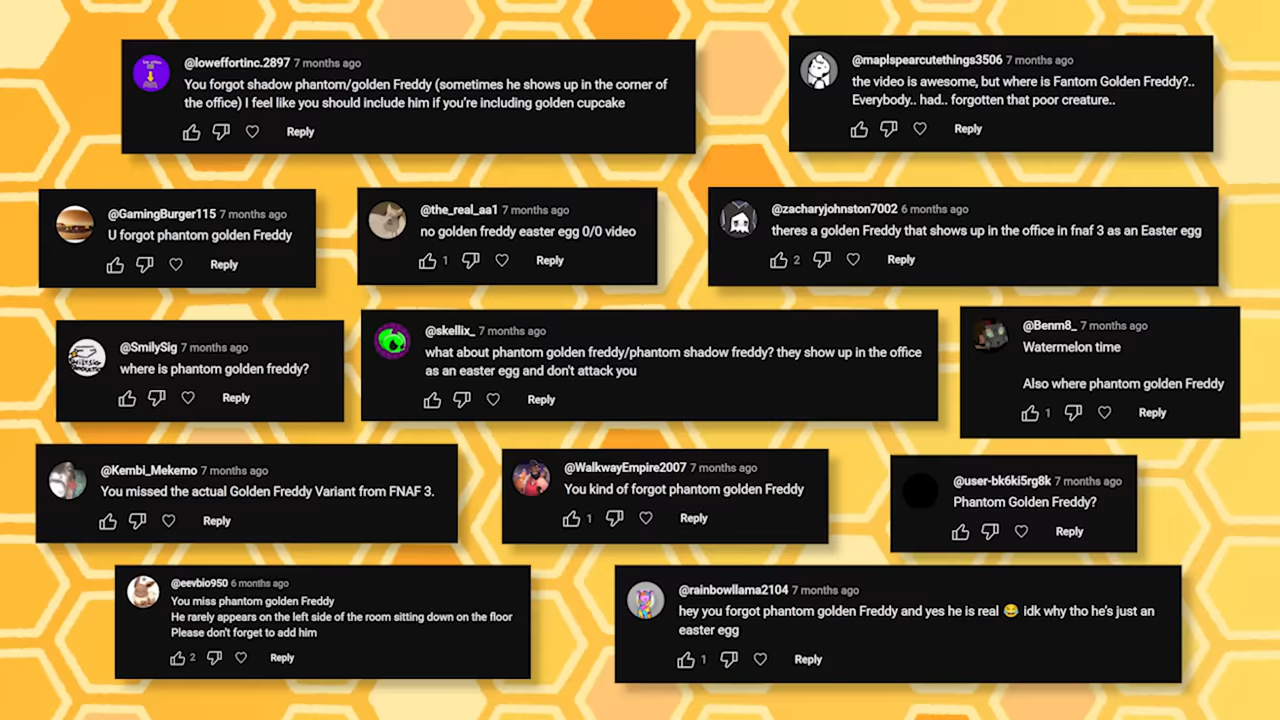 @loweffortinc.2897 7 months ago
You forgot shadow phantom/golden Freddy (sometimes he shows up in the corner of
the office) I feel like you should include him if you're including golden cupcake
Reply
@maplspearcutethings3506 7 months ago
the video is awesome, but where is Fantom Golden Freddy?..
Everybody.. had.. forgotten that poor creature..
Reply
@GamingBurger115 7 months ago
U forgot phantom golden Freddy
Reply
@the_real_aa1 7 months ago
no golden freddy easter egg 0/0 video
1 Reply
@zacharyjohnston7002 6 months ago
theres a golden Freddy that shows up in the office in fnaf 3 as an Easter egg
2 Reply
@SmilySig 7 months ago
where is phantom golden freddy?
Reply
@skellix_ 7 months ago
what about phantom golden freddy/phantom shadow freddy? they show up in the office
as an easter egg and don't attack you
Reply
@Benm8_ 7 months ago
Watermelon time
Also where phantom golden Freddy
1 Reply
@Kembi_Mekemo 7 months ago
You missed the actual Golden Freddy Variant from FNAF 3.
Reply
@WalkwayEmpire2007 7 months ago
You kind of forgot phantom golden Freddy
1 Reply
@user-bk6ki5rg8k 7 months ago
Phantom Golden Freddy?
Reply
@eevbio950 6 months ago
You miss phantom golden Freddy
He rarely appears on the left side of the room sitting down on the floor
Please don't forget to add him
2 Reply
@rainbowllama2104 7 months ago
hey you forgot phantom golden Freddy and yes he is real 😂 idk why tho he's just an
easter egg
1 Reply